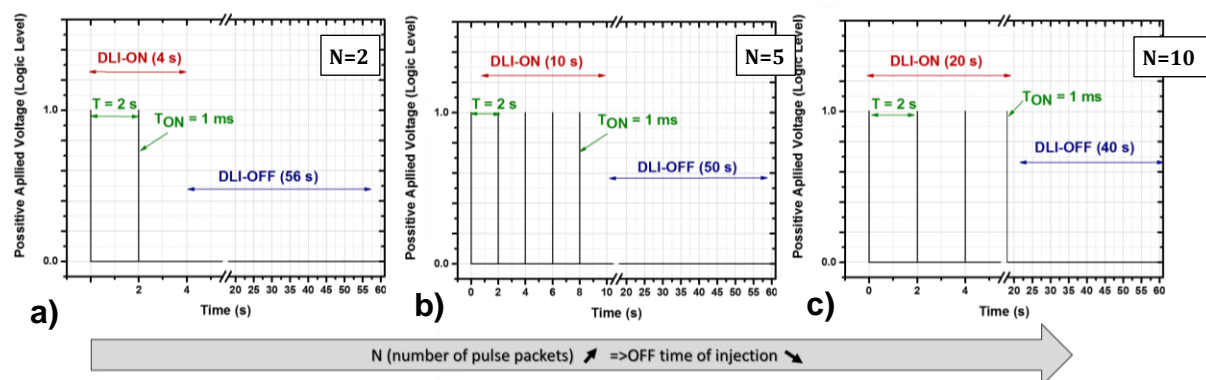 Possitive Apllied Voltage (Logic Level)
1.0
0.0
DLI-ON (4 s)
N=2
T = 2 s
TON = 1 ms
DLI-OFF (56 s)
2 4 20 25 30 35 40 45 50 55 60
Time (s)
a)
Possitive Apllied Voltage (Logic Level)
1.0
0.0
DLI-ON (10 s)
N=5
T = 2 s
TON = 1 ms
DLI-OFF (50 s)
0 2 4 6 8 10 20 25 30 35 40 45 50 55 60
Time (s)
b)
Possitive Apllied Voltage (Logic Level)
1.0
0.0
DLI-ON (20 s)
N=10
T = 2 s
TON = 1 ms
DLI-OFF (40 s)
0 2 4 20 25 30 35 40 45 50 55 60
Time (s)
c)
N (number of pulse packets) ↗ =>OFF time of injection ↘